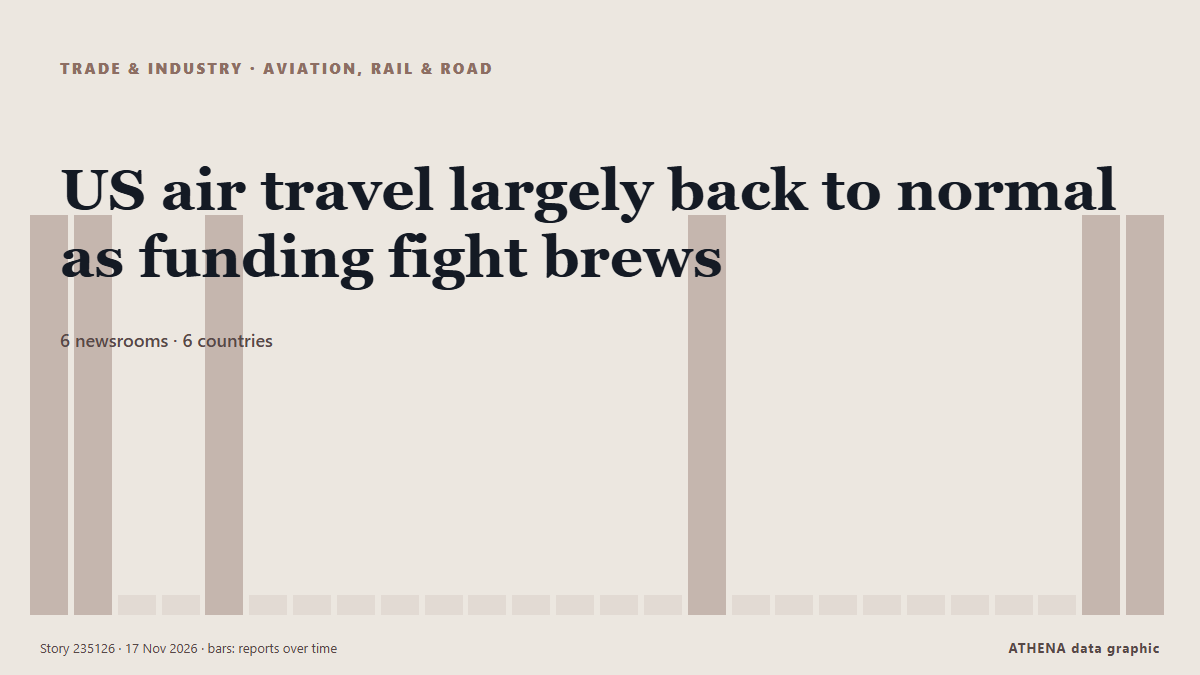 TRADE & INDUSTRY · AVIATION, RAIL & ROAD
US air travel largely back to normal
as funding fight brews
6 newsrooms · 6 countries
Story 235126 · 17 Nov 2026 · bars: reports over time
ATHENA data graphic